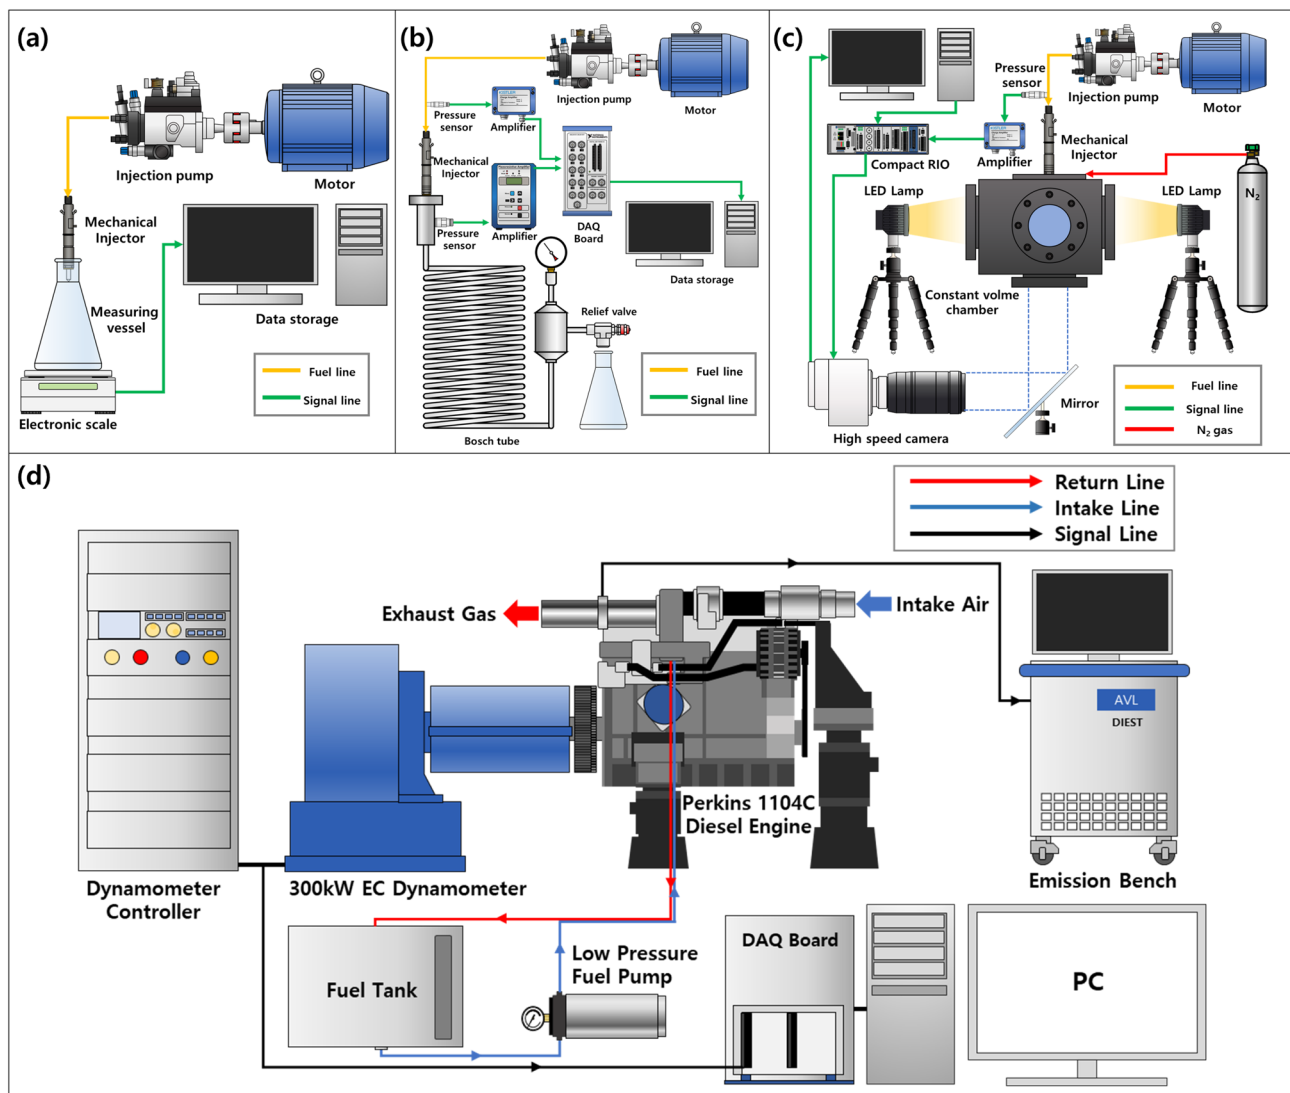 (a)
Injection pump
Motor
Mechanical
Injector
Measuring
vessel
Data storage
Electronic scale
Fuel line
Signal line
(b)
Injection pump
Motor
Pressure
sensor
Amplifier
Mechanical
Injector
Pressure
sensor
Amplifier
DAQ
Board
Data storage
Relief valve
Bosch tube
Fuel line
Signal line
(c)
Pressure
sensor
Injection pump
Motor
Compact RIO
Amplifier
Mechanical
Injector
LED Lamp
LED Lamp
N₂
Constant volme
chamber
Mirror
High speed camera
Fuel line
Signal line
N₂ gas
(d)
Return Line
Intake Line
Signal Line
Exhaust Gas
Intake Air
AVL
DIEST
Perkins 1104C
Diesel Engine
Dynamometer
Controller
300kW EC Dynamometer
Emission Bench
Fuel Tank
Low Pressure
Fuel Pump
DAQ Board
PC